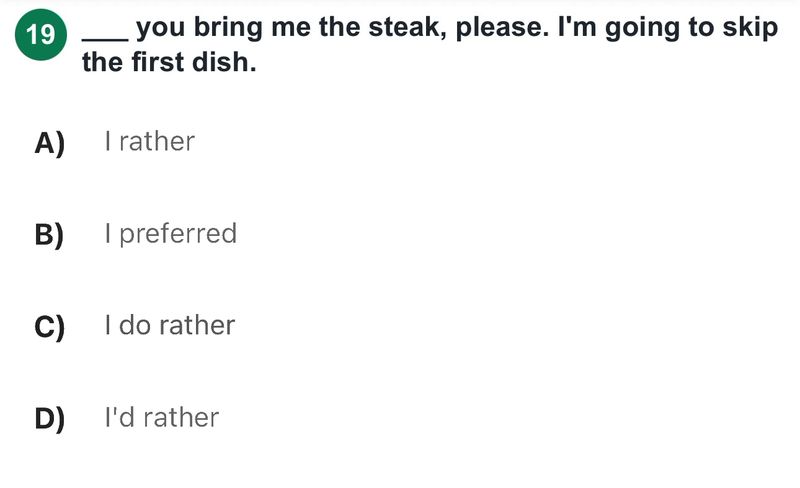 19 ___ you bring me the steak, please. I'm going to skip
the first dish.
A) I rather
B) I preferred
C) I do rather
D) I'd rather